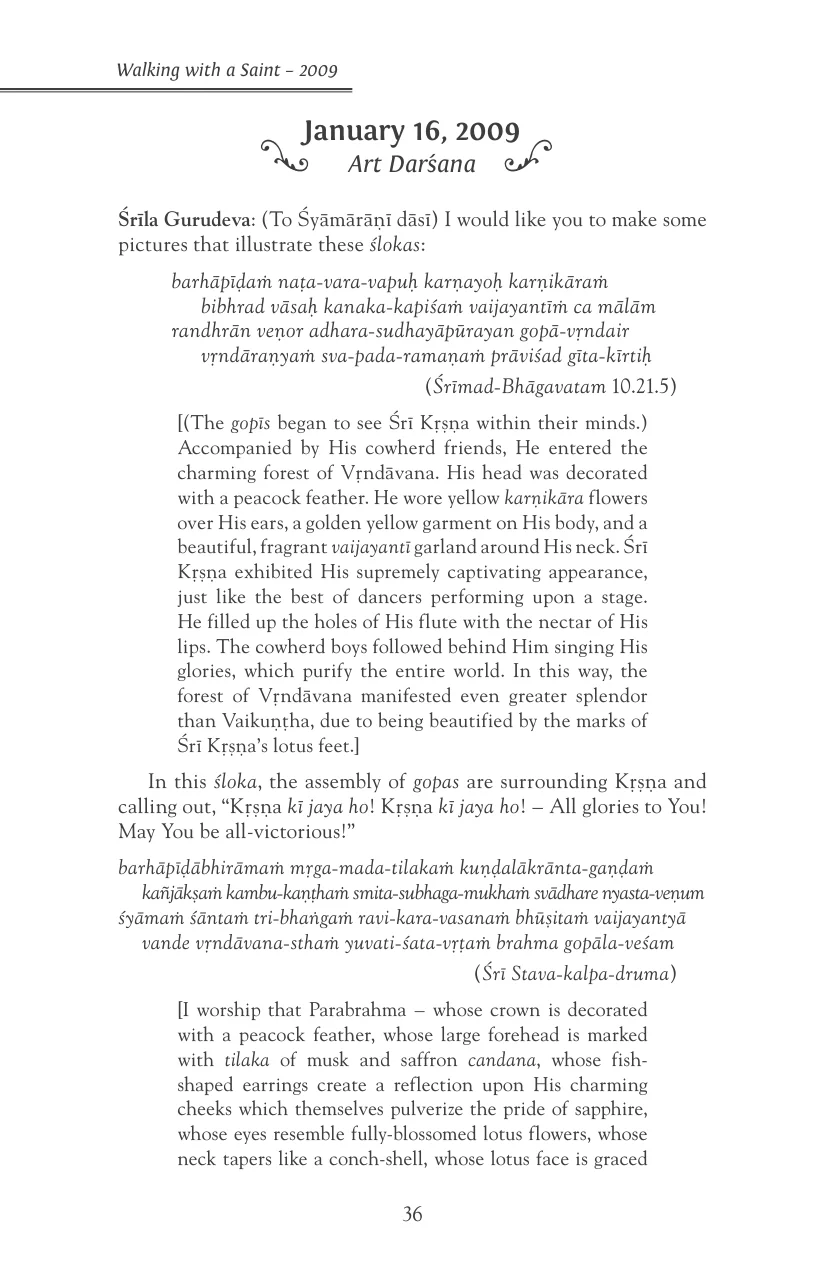 Walking with a Saint – 2009
January 16, 2009
Art Darśana
Śrīla Gurudeva: (To Śyāmārāṇī dāsī) I would like you to make some
pictures that illustrate these ślokas:
barhāpīḍaṁ naṭa-vara-vapuḥ karṇayoḥ karṇikāraṁ
bibhrad vāsaḥ kanaka-kapiśaṁ vaijayantīṁ ca mālām
randhrān veṇor adhara-sudhayāpūrayan gopā-vṛndair
vṛndāraṇyaṁ sva-pada-ramaṇaṁ prāviśad gīta-kīrtiḥ
(Śrīmad-Bhāgavatam 10.21.5)
[(The gopīs began to see Śrī Kṛṣṇa within their minds.)
Accompanied by His cowherd friends, He entered the
charming forest of Vṛndāvana. His head was decorated
with a peacock feather. He wore yellow karṇikāra flowers
over His ears, a golden yellow garment on His body, and a
beautiful, fragrant vaijayantī garland around His neck. Śrī
Kṛṣṇa exhibited His supremely captivating appearance,
just like the best of dancers performing upon a stage.
He filled up the holes of His flute with the nectar of His
lips. The cowherd boys followed behind Him singing His
glories, which purify the entire world. In this way, the
forest of Vṛndāvana manifested even greater splendor
than Vaikuṇṭha, due to being beautified by the marks of
Śrī Kṛṣṇa’s lotus feet.]
In this śloka, the assembly of gopas are surrounding Kṛṣṇa and
calling out, “Kṛṣṇa kī jaya ho! Kṛṣṇa kī jaya ho! – All glories to You!
May You be all-victorious!”
barhāpīḍābhirāmaṁ mṛga-mada-tilakaṁ kuṇḍalākrānta-gaṇḍaṁ
kañjākṣaṁ kambu-kaṇṭhaṁ smita-subhaga-mukhaṁ svādhare nyasta-veṇum
śyāmaṁ śāntaṁ tri-bhaṅgaṁ ravi-kara-vasanaṁ bhūṣitaṁ vaijayantyā
vande vṛndāvana-sthaṁ yuvati-śata-vṛtaṁ brahma gopāla-veśam
(Śrī Stava-kalpa-druma)
[I worship that Parabrahma – whose crown is decorated
with a peacock feather, whose large forehead is marked
with tilaka of musk and saffron candana, whose fish-
shaped earrings create a reflection upon His charming
cheeks which themselves pulverize the pride of sapphire,
whose eyes resemble fully-blossomed lotus flowers, whose
neck tapers like a conch-shell, whose lotus face is graced
36